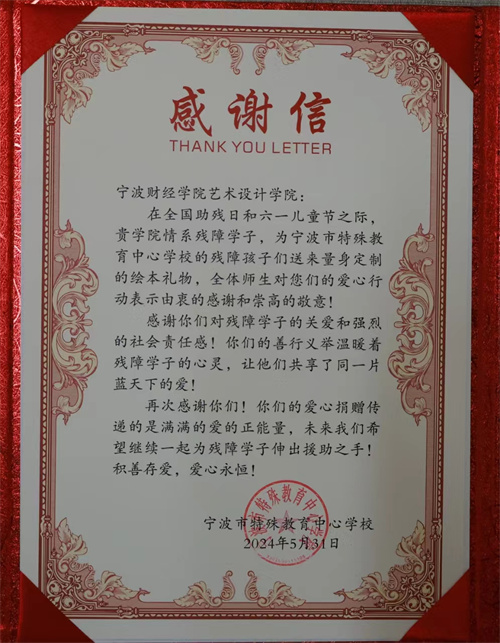 感谢信
THANK YOU LETTER
宁波财经学院艺术设计学院：
在全国助残日和六一儿童节之际，
贵学院情系残障学子，为宁波市特殊教
育中心学校的残障孩子们送来量身定制
的绘本礼物，全体师生对您们的爱心行
动表示由衷的感谢和崇高的敬意！
感谢你们对残障学子的关爱和强烈
的社会责任感！你们的善行义举温暖着
残障学子的心灵，让他们共享了同一片
蓝天下的爱！
再次感谢你们！你们的爱心捐赠传
递的是满满的爱的正能量，未来我们希
望继续一起为残障学子伸出援助之手！
积善存爱，爱心永恒！
宁波市特殊教育中心学校
2024年5月31日
宁波市特殊教育中心学校